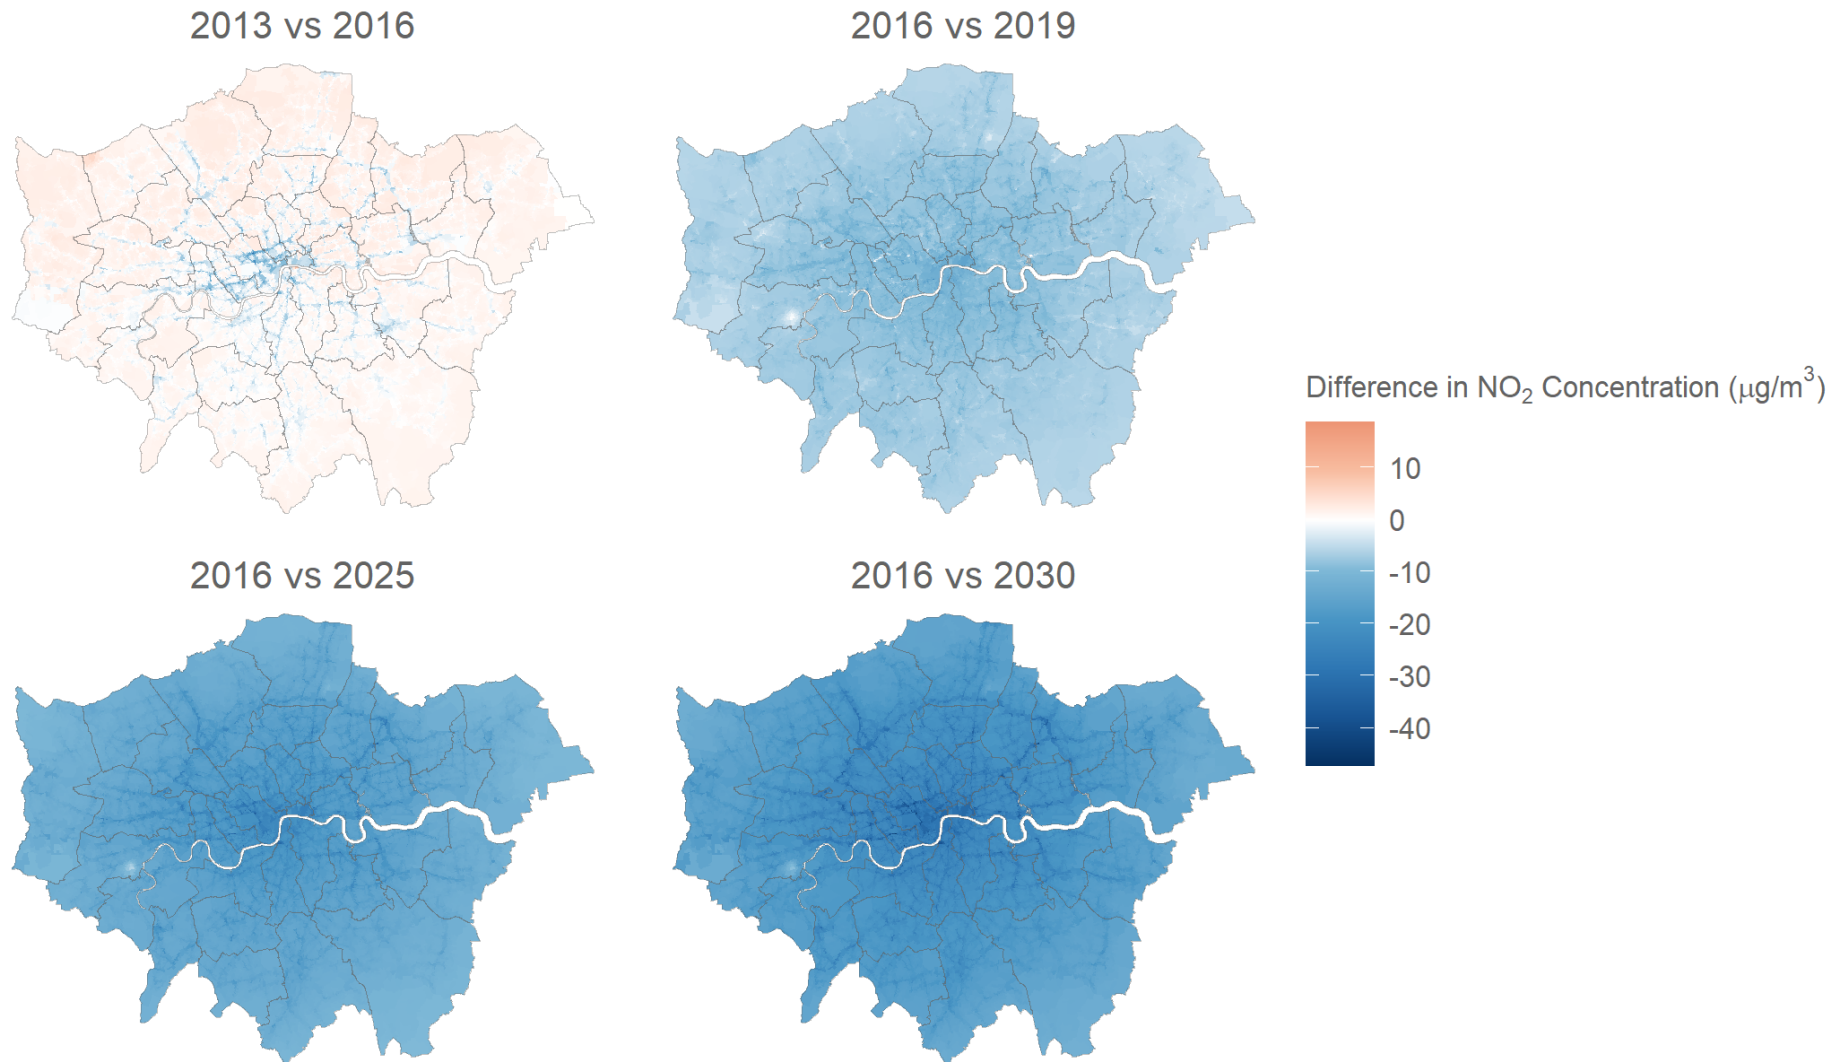 2013 vs 2016
2016 vs 2019
Difference in NO₂ Concentration (μg/m³)
10
0
-10
-20
-30
-40
2016 vs 2025
2016 vs 2030